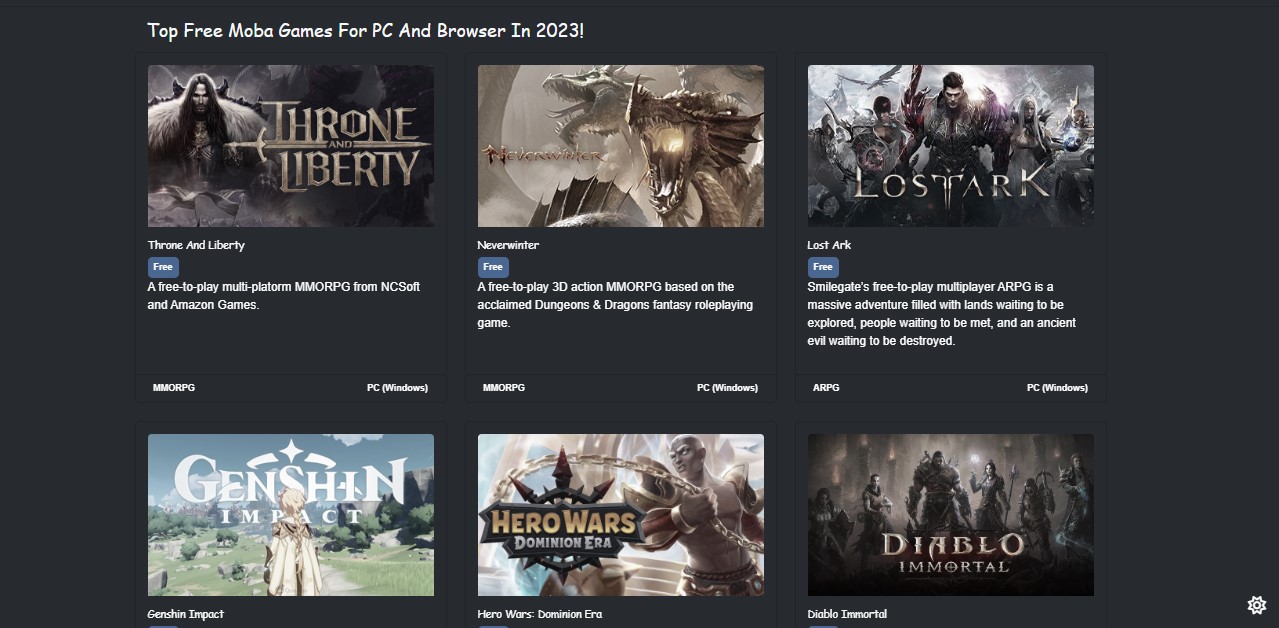 Top Free Moba Games For PC And Browser In 2023!
THRONE
AND
LIBERTY
NEVERWINTER
LOST ARK
Throne And Liberty
Neverwinter
Lost Ark
Free
Free
Free
A free-to-play multi-platorm MMORPG from NCSoft
and Amazon Games.
A free-to-play 3D action MMORPG based on the
acclaimed Dungeons & Dragons fantasy roleplaying
game.
Smilegate's free-to-play multiplayer ARPG is a
massive adventure filled with lands waiting to be
explored, people waiting to be met, and an ancient
evil waiting to be destroyed.
MMORPG
PC (Windows)
MMORPG
PC (Windows)
ARPG
PC (Windows)
GENSHIN
IMPACT
HERO WARS
DOMINION ERA
DIABLO
IMMORTAL
Genshin Impact
Hero Wars: Dominion Era
Diablo Immortal